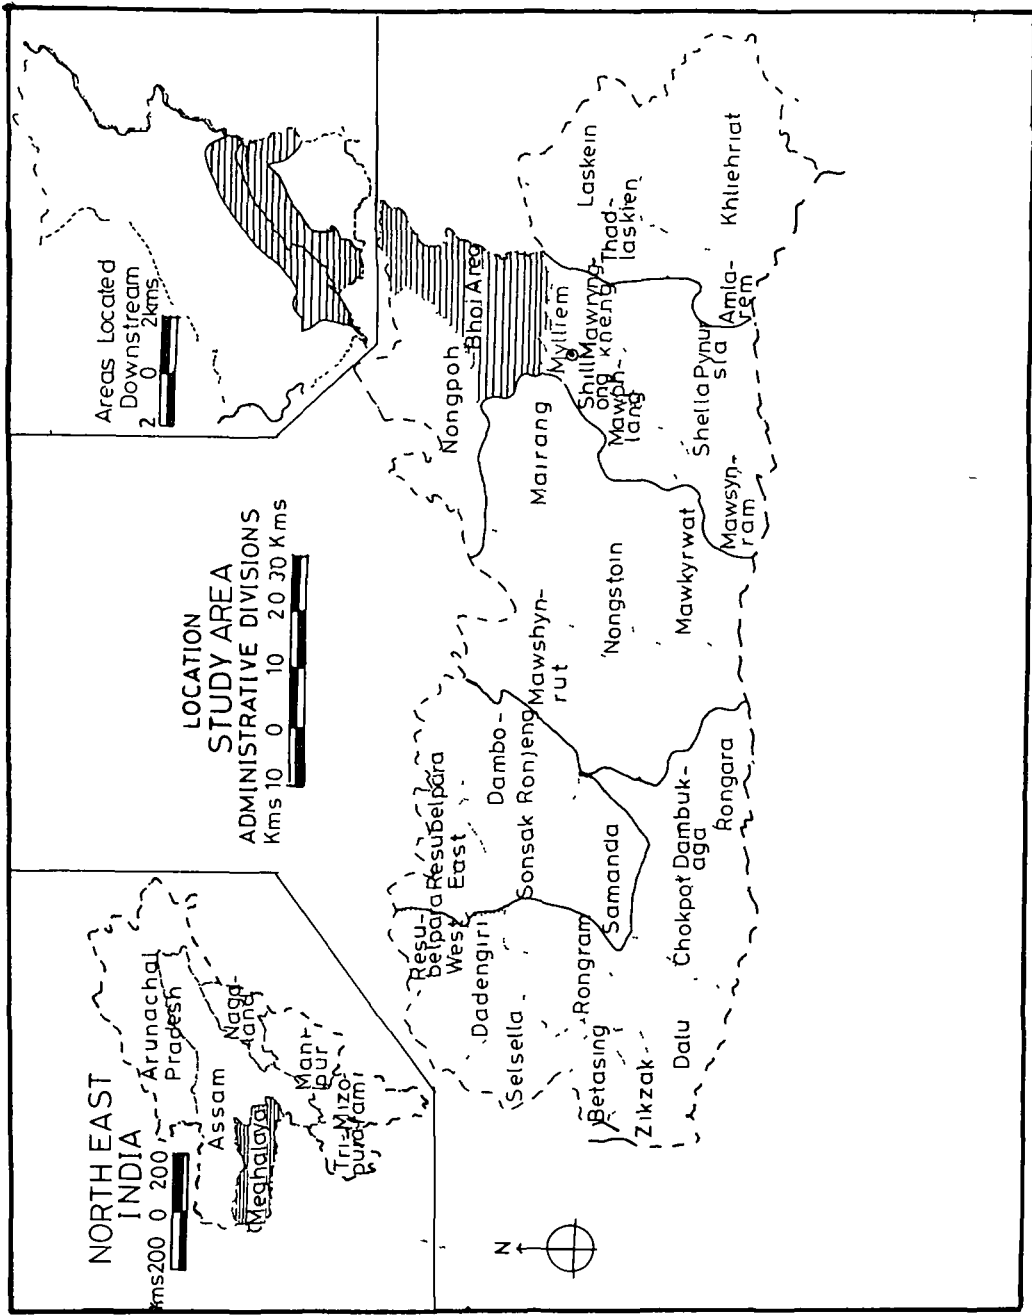 NORTH EAST
INDIA
Kms200 0 200
Arunachal
Pradesh
Assam
Naga-
land
Meghalaya
Mani-
pur
Tri-
pura
Mizo-
ram
LOCATION
STUDY AREA
ADMINISTRATIVE DIVISIONS
Kms 10 0 10 20 30 Kms
Areas Located
Downstream
2 0 2kms
Resu-
belpara
West
Resubelpara
East
Dadengiri
Selsella
Dambo-
Ronjeng
Sonsak
Rongram
Samanda
Betasing
Zikzak
Dalu
Chokpot
Dambuk-
aga
Rongara
Mawshyn-
rut
Nongstoin
Mairang
Mawkyrwat
Nongpoh
Bhoi Area
Mylliem
Shill
ong
Mawryng-
kneng
Mawph-
lang
Mawsyn-
ram
Shella
Pynur
sla
Amla-
rem
Thad-
laskien
Laskein
Khliehriat
N